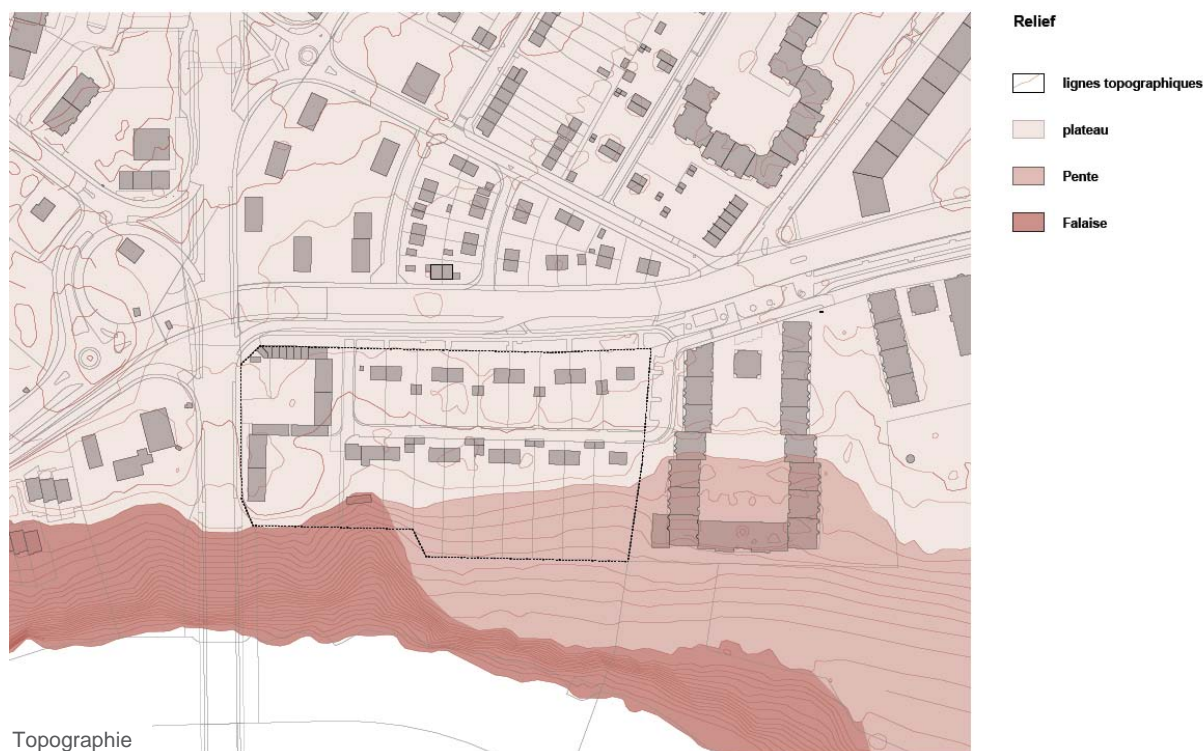 Relief
lignes topographiques
plateau
Pente
Falaise
Topographie